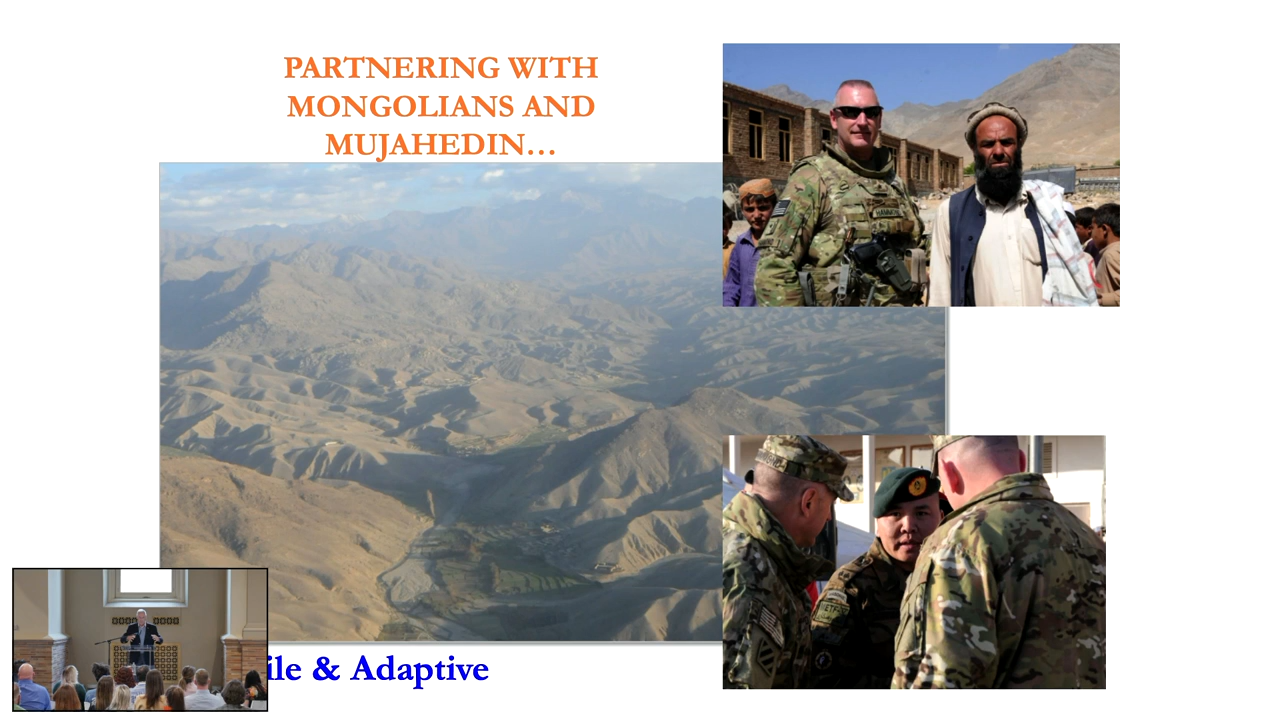 PARTNERING WITH
MONGOLIANS AND
MUJAHEDIN…
ile & Adaptive